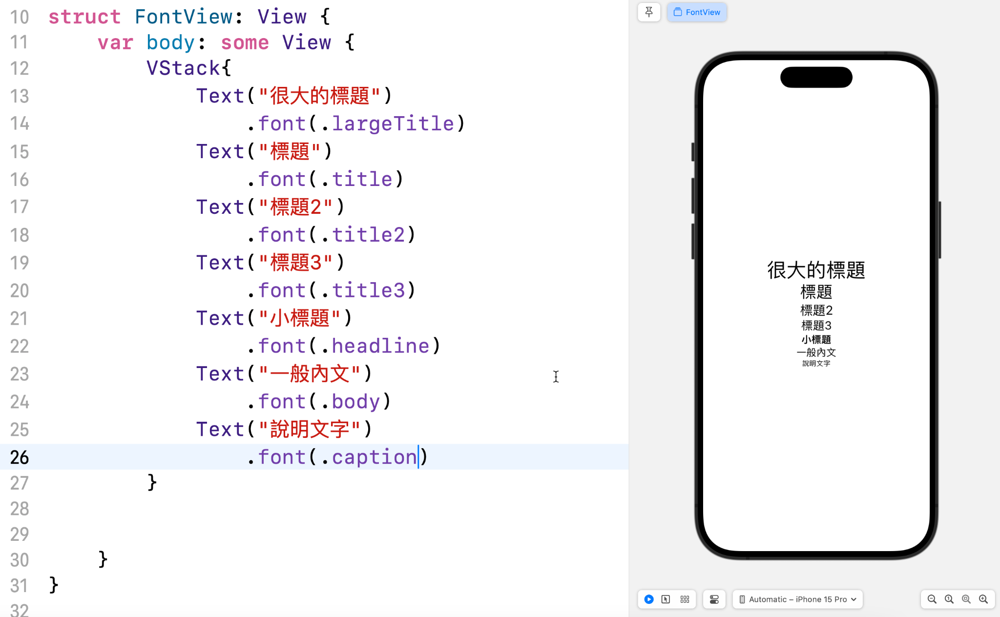 10 struct FontView: View {
11 var body: some View {
12 VStack{
13 Text("很大的標題")
14 .font(.largeTitle)
15 Text("標題")
16 .font(.title)
17 Text("標題2")
18 .font(.title2)
19 Text("標題3")
20 .font(.title3)
21 Text("小標題")
22 .font(.headline)
23 Text("一般內文")
24 .font(.body)
25 Text("說明文字")
26 .font(.caption)
27 }
28
29
30 }
31 }
32
FontView
很大的標題
標題
標題2
標題3
小標題
一般內文
說明文字
Automatic – iPhone 15 Pro